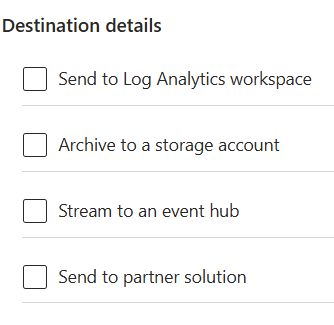 Destination details
Send to Log Analytics workspace
Archive to a storage account
Stream to an event hub
Send to partner solution